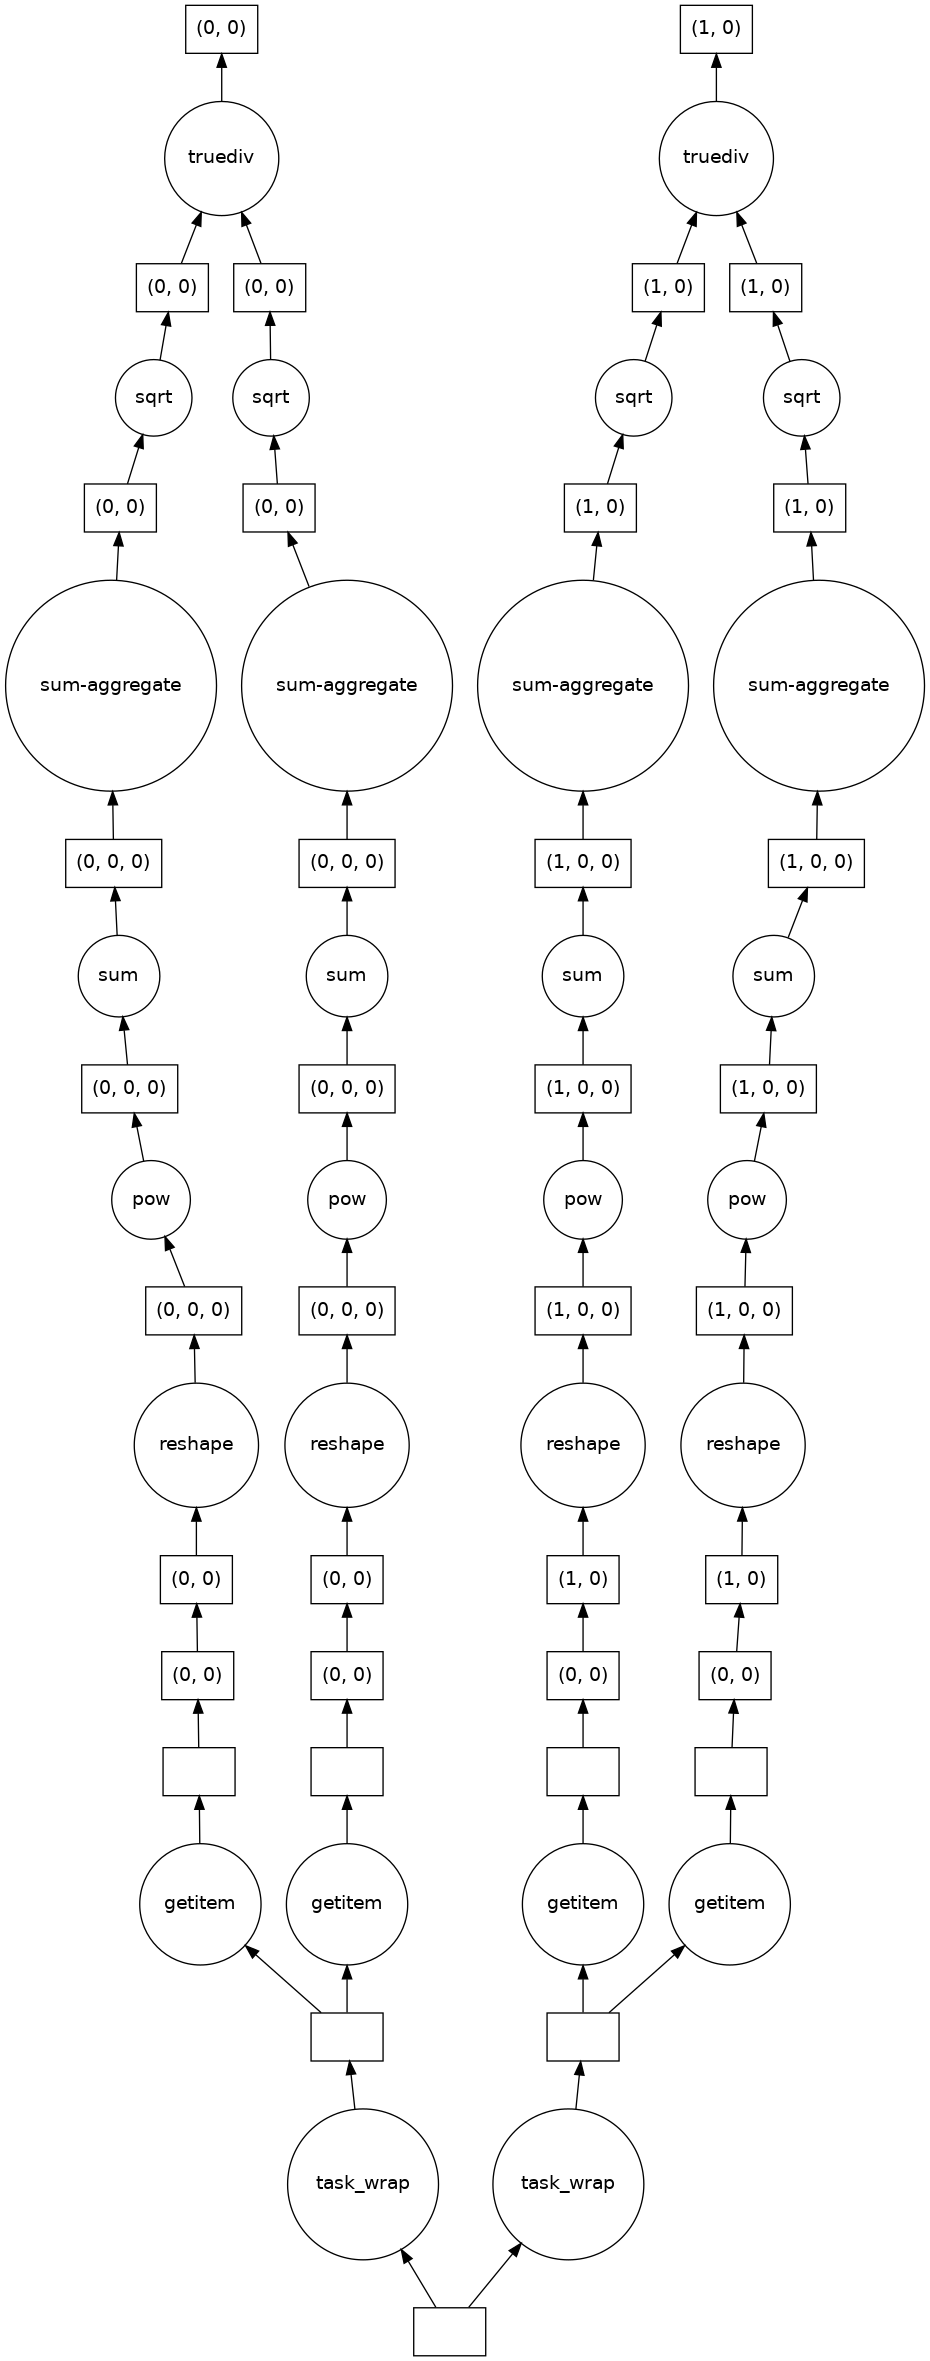 (0, 0) (1, 0)
truediv truediv
(0, 0) (0, 0) (1, 0) (1, 0)
sqrt sqrt sqrt sqrt
(0, 0) (0, 0) (1, 0) (1, 0)
sum-aggregate sum-aggregate sum-aggregate sum-aggregate
(0, 0, 0) (0, 0, 0) (1, 0, 0) (1, 0, 0)
sum sum sum sum
(0, 0, 0) (0, 0, 0) (1, 0, 0) (1, 0, 0)
pow pow pow pow
(0, 0, 0) (0, 0, 0) (1, 0, 0) (1, 0, 0)
reshape reshape reshape reshape
(0, 0) (0, 0) (1, 0) (1, 0)
(0, 0) (0, 0) (0, 0) (0, 0)
getitem getitem getitem getitem
task_wrap task_wrap